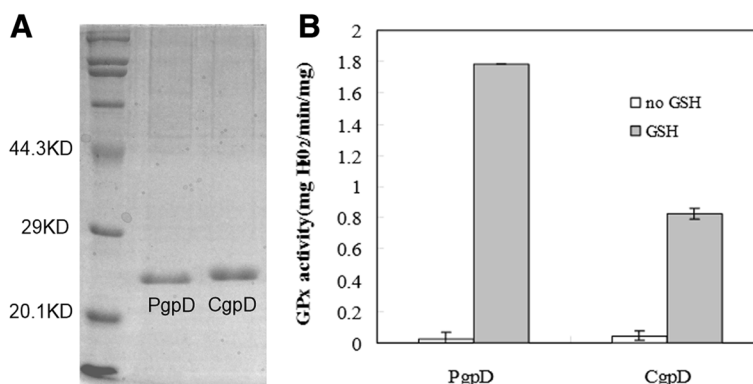 A
44.3KD
29KD
20.1KD
PgpD CgpD
B
GPx activity(mg H2O2/min/mg)
2
1.8
1.6
1.4
1.2
1
0.8
0.6
0.4
0.2
0
no GSH
GSH
PgpD CgpD